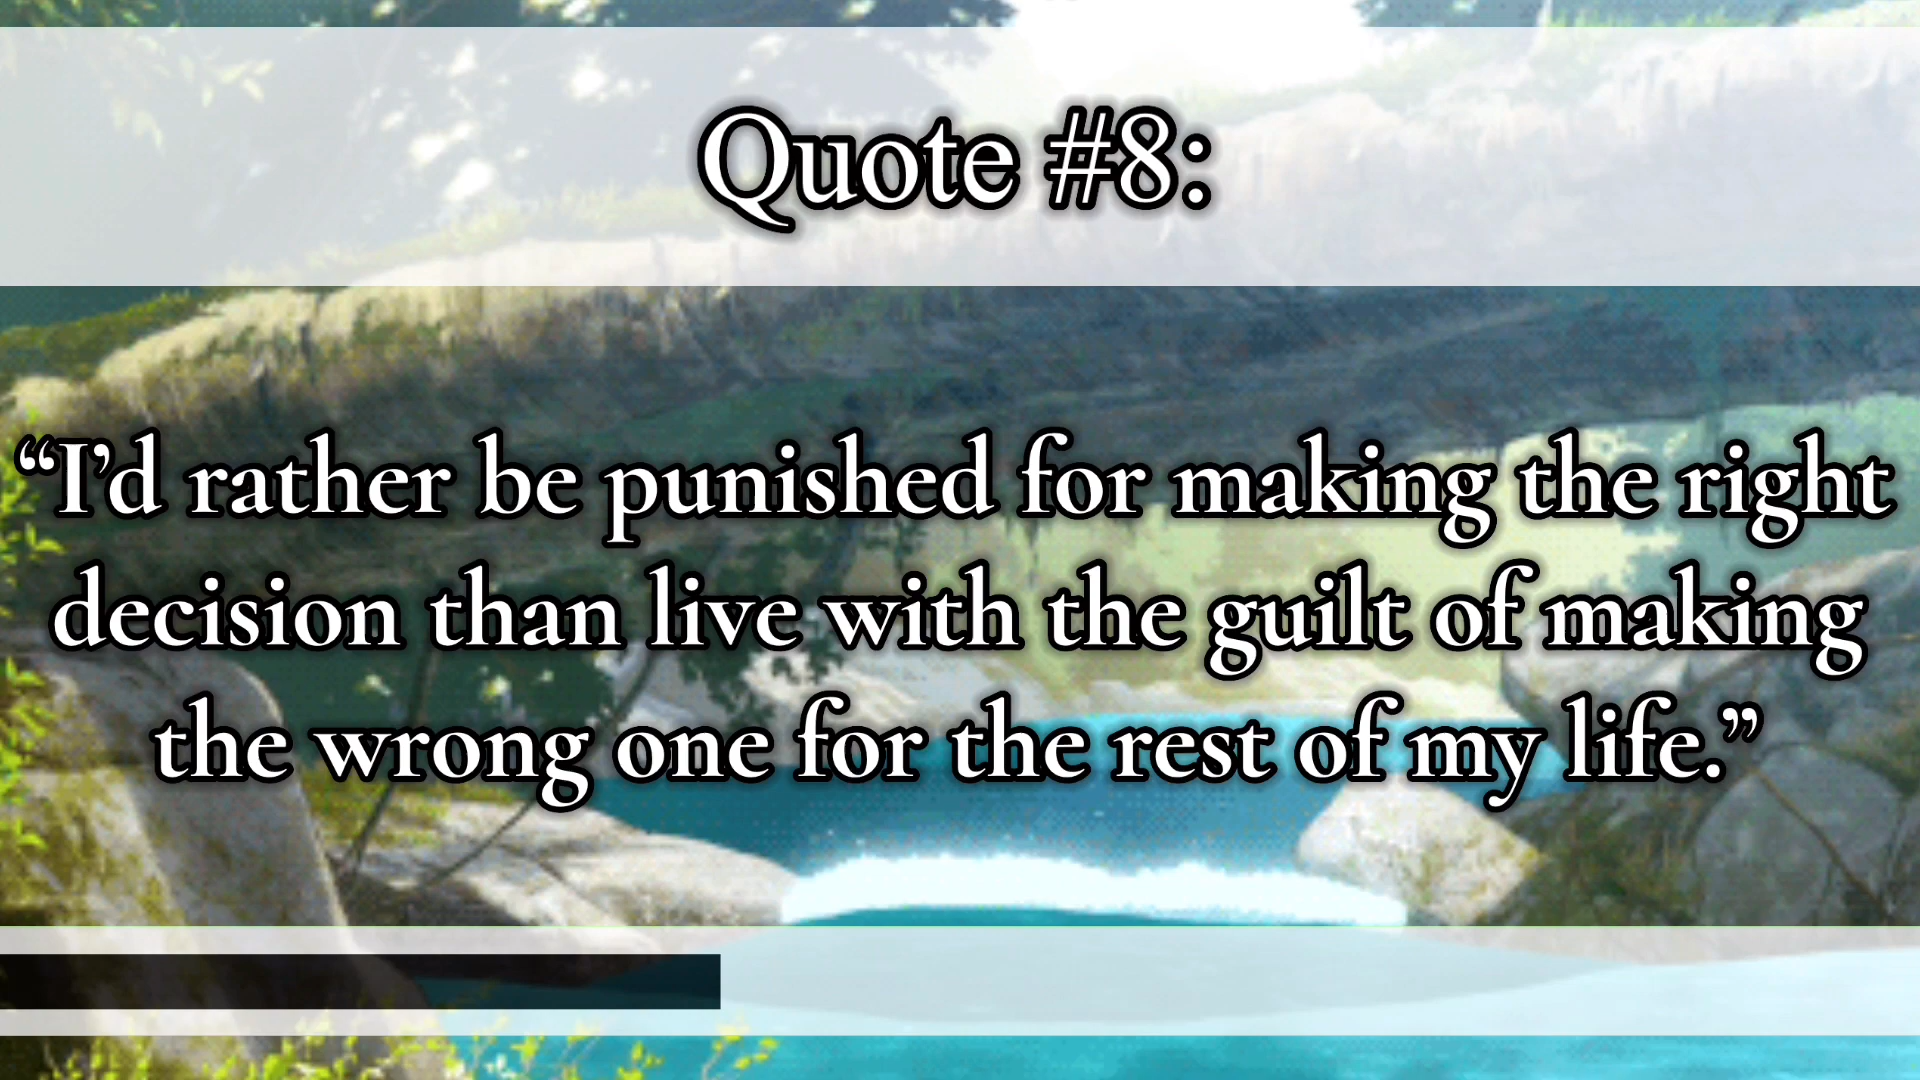 Quote #8:
“I’d rather be punished for making the right
decision than live with the guilt of making
the wrong one for the rest of my life.”